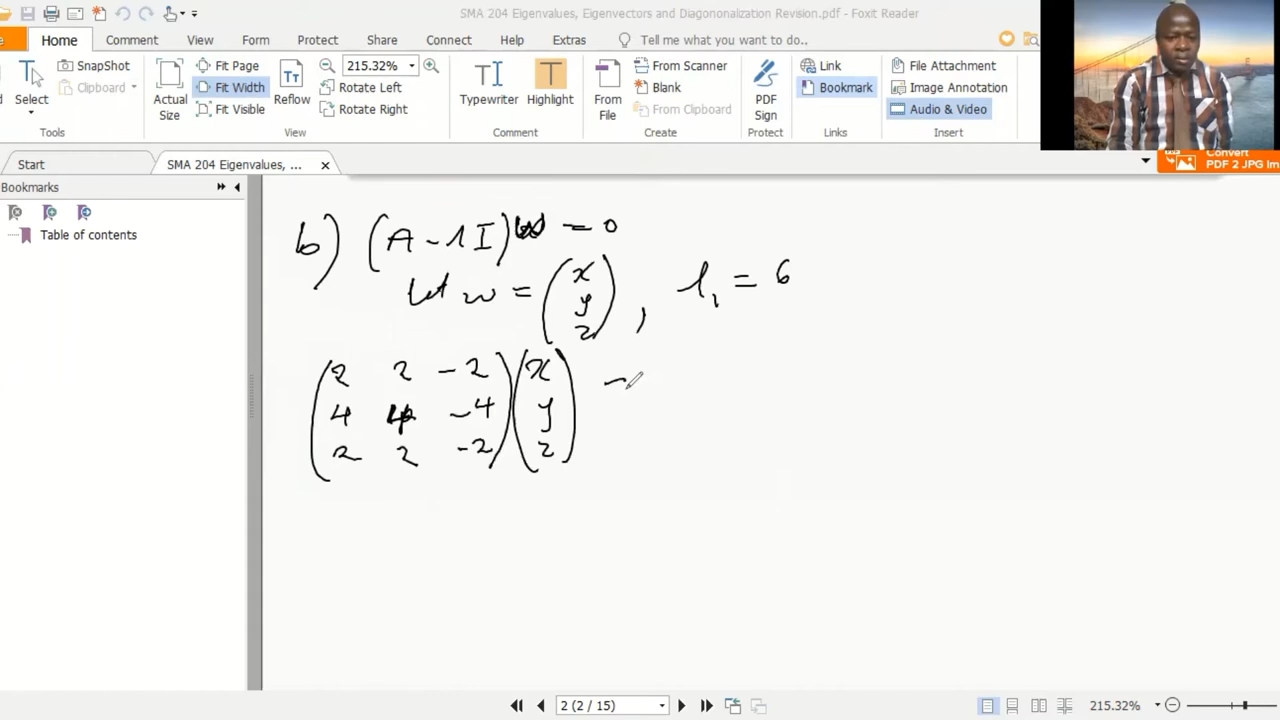 SMA 204 Eigenvalues, Eigenvectors and Diagononalization Revision.pdf - Foxit Reader
Home Comment View Form Protect Share Connect Help Extras Tell me what you want to do..
SnapShot Fit Page 215.32% From Scanner Link File Attachment
Select Clipboard Actual Size Fit Width Reflow Rotate Left Typewriter Highlight From File Blank PDF Sign Bookmark Image Annotation
Fit Visible Rotate Right From Clipboard Audio & Video
Tools View Comment Create Protect Links Insert
Start SMA 204 Eigenvalues, ... x
Convert
PDF 2 JPG Im
Bookmarks
Table of contents
b) (A - λI)w = 0
Let w = (x
y
z) , λ₁ = 6
(2 2 -2) (x)
(4 4 -4) (y)
(2 2 -2) (z)
2 (2 / 15) 215.32%